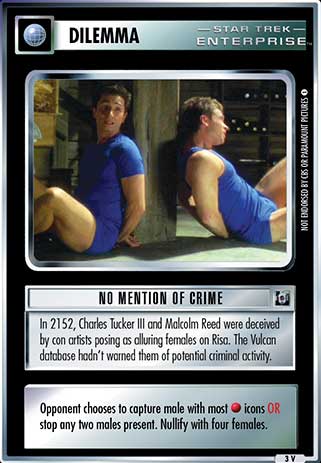 DILEMMA
STAR TREK
ENTERPRISE™
NOT ENDORSED BY CBS OR PARAMOUNT PICTURES
NO MENTION OF CRIME
In 2152, Charles Tucker III and Malcolm Reed were deceived
by con artists posing as alluring females on Risa. The Vulcan
database hadn't warned them of potential criminal activity.
Opponent chooses to capture male with most icons OR
stop any two males present. Nullify with four females.
3 V